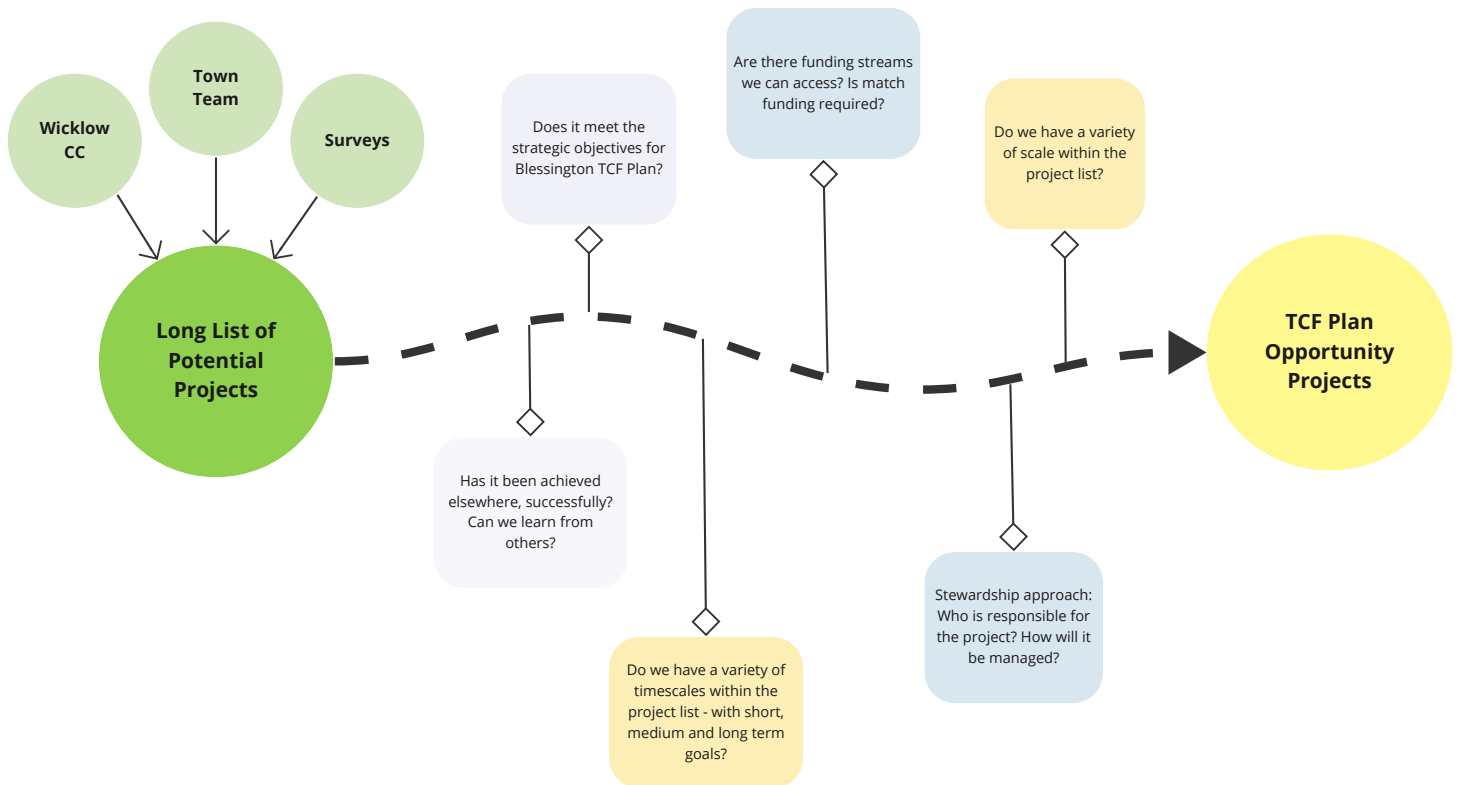 Wicklow
CC
Town
Team
Surveys
Long List of
Potential
Projects
Has it been achieved
elsewhere, successfully?
Can we learn from
others?
Does it meet the
strategic objectives for
Blessington TCF Plan?
Do we have a variety of
timescales within the
project list - with short,
medium and long term
goals?
Are there funding streams
we can access? Is match
funding required?
Stewardship approach:
Who is responsible for
the project? How will it
be managed?
Do we have a variety
of scale within the
project list?
TCF Plan
Opportunity
Projects